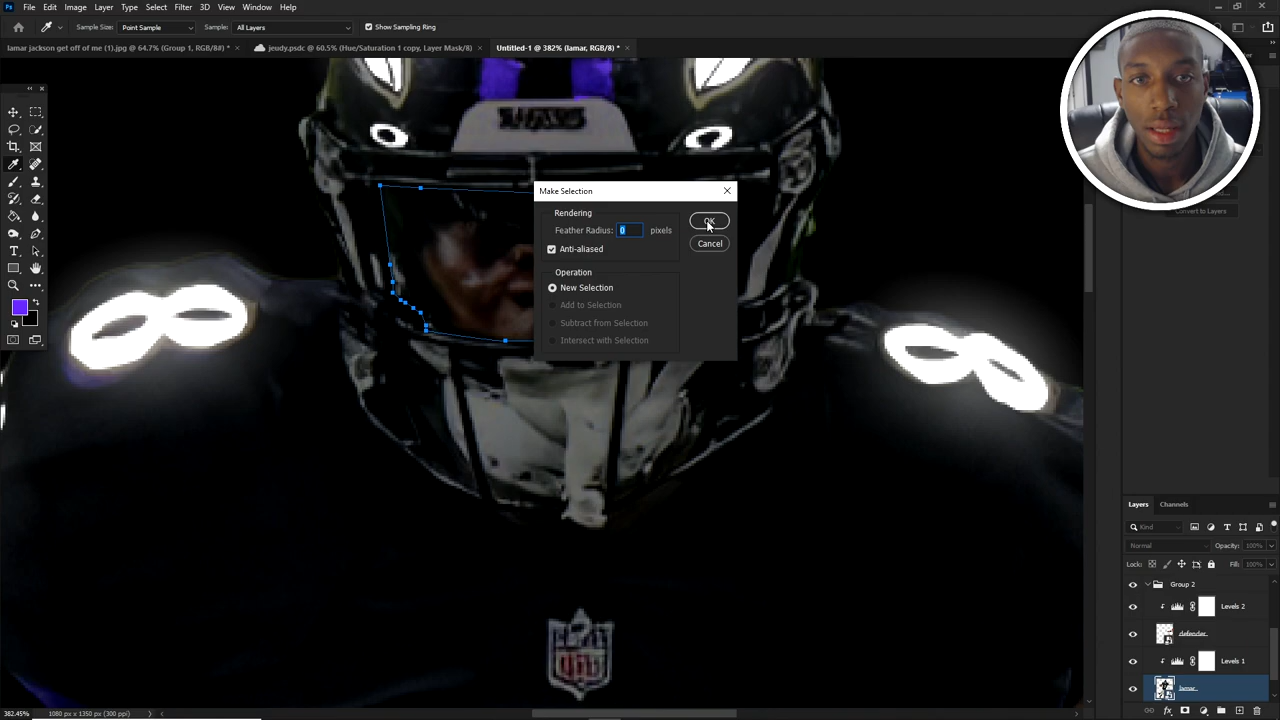 Ps File Edit Image Layer Type Select Filter 3D View Window Help
Sample Size: Point Sample Sample: All Layers Show Sampling Ring
lamar jackson get off of me (1).jpg @ 64.7% (Group 1, RGB/8#) * × jeudy.psdc @ 60.5% (Hue/Saturation 1 copy, Layer Mask/8) × Untitled-1 @ 382% (lamar, RGB/8) * ×
Make Selection
Rendering
Feather Radius: 0 pixels
OK
Anti-aliased
Cancel
Operation
New Selection
Add to Selection
Subtract from Selection
Intersect with Selection
Convert to Layers
NFL
Layers Channels
Kind
Normal Opacity: 100%
Lock: Fill: 100%
Group 2
Levels 2
defender
Levels 1
lamar
382.45% 1080 px x 1350 px (300 ppi)